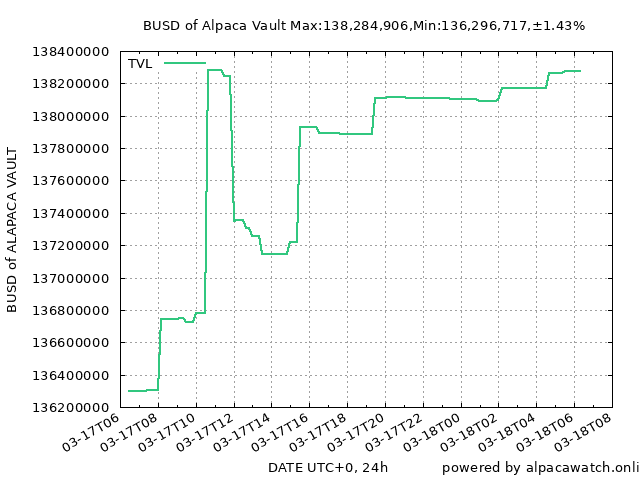 BUSD of Alpaca Vault Max:138,284,906,Min:136,296,717,±1.43%
TVL
138400000
138200000
138000000
137800000
137600000
137400000
137200000
137000000
136800000
136600000
136400000
136200000
BUSD of ALAPACA VAULT
03-17T06
03-17T08
03-17T10
03-17T12
03-17T14
03-17T16
03-17T18
03-17T20
03-17T22
03-18T00
03-18T02
03-18T04
03-18T06
03-18T08
DATE UTC+0, 24h
powered by alpacawatch.onli